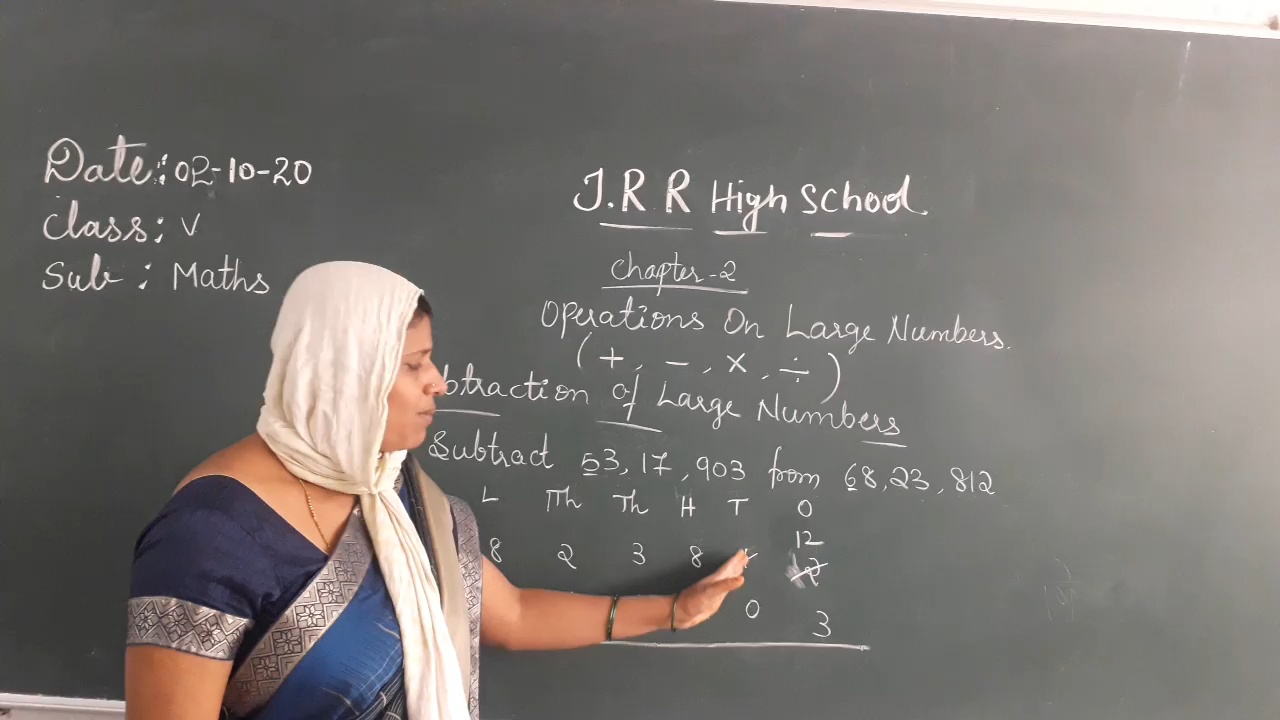 Date: 02-10-20
Class: V
Sub: Maths
J.R R High School.
Chapter-2
Operations On Large Numbers.
(+, -, x, ÷)
btraction of Large Numbers
Subtract 53,17,903 from 68,23,812
L TTh Th H T O
12
8 2 3 8 2
0 3